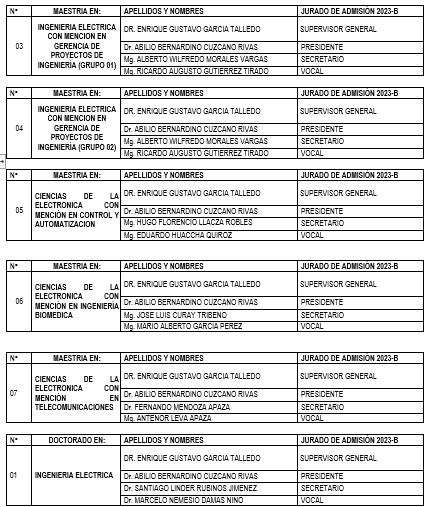 N° MAESTRIA EN: APELLIDOS Y NOMBRES JURADO DE ADMISIÓN 2023-B
03 INGENIERIA ELECTRICA CON MENCION EN GERENCIA DE PROYECTOS DE INGENIERÍA (GRUPO 01)
DR. ENRIQUE GUSTAVO GARCIA TALLEDO SUPERVISOR GENERAL
Dr. ABILIO BERNARDINO CUZCANO RIVAS PRESIDENTE
Mg. ALBERTO WILFREDO MORALES VARGAS SECRETARIO
Mg. RICARDO AUGUSTO GUTIERREZ TIRADO VOCAL
N° MAESTRIA EN: APELLIDOS Y NOMBRES JURADO DE ADMISIÓN 2023-B
04 INGENIERIA ELECTRICA CON MENCION EN GERENCIA DE PROYECTOS DE INGENIERÍA (GRUPO 02)
DR. ENRIQUE GUSTAVO GARCIA TALLEDO SUPERVISOR GENERAL
Dr. ABILIO BERNARDINO CUZCANO RIVAS PRESIDENTE
Mg. ALBERTO WILFREDO MORALES VARGAS SECRETARIO
Mg. RICARDO AUGUSTO GUTIERREZ TIRADO VOCAL
N° MAESTRIA EN: APELLIDOS Y NOMBRES JURADO DE ADMISIÓN 2023-B
05 CIENCIAS DE LA ELECTRONICA CON MENCIÓN EN CONTROL Y AUTOMATIZACION
DR. ENRIQUE GUSTAVO GARCIA TALLEDO SUPERVISOR GENERAL
Dr. ABILIO BERNARDINO CUZCANO RIVAS PRESIDENTE
Mg. HUGO FLORENCIO LLACZA ROBLES SECRETARIO
Mg. EDUARDO HUACCHA QUIROZ VOCAL
N° MAESTRIA EN: APELLIDOS Y NOMBRES JURADO DE ADMISIÓN 2023-B
06 CIENCIAS DE LA ELECTRONICA CON MENCIÓN EN INGENIERÍA BIOMEDICA
DR. ENRIQUE GUSTAVO GARCIA TALLEDO SUPERVISOR GENERAL
Dr. ABILIO BERNARDINO CUZCANO RIVAS PRESIDENTE
Mg. JOSE LUIS CURAY TRIBENO SECRETARIO
Mg. MARIO ALBERTO GARCIA PEREZ VOCAL
N° MAESTRIA EN: APELLIDOS Y NOMBRES JURADO DE ADMISIÓN 2023-B
07 CIENCIAS DE LA ELECTRONICA CON MENCIÓN EN TELECOMUNICACIONES
DR. ENRIQUE GUSTAVO GARCIA TALLEDO SUPERVISOR GENERAL
Dr. ABILIO BERNARDINO CUZCANO RIVAS PRESIDENTE
Dr. FERNANDO MENDOZA APAZA SECRETARIO
Mg. ANTENOR LEVA APAZA VOCAL
N° DOCTORADO EN: APELLIDOS Y NOMBRES JURADO DE ADMISIÓN 2023-B
01 INGENIERIA ELECTRICA
DR. ENRIQUE GUSTAVO GARCIA TALLEDO SUPERVISOR GENERAL
Dr. ABILIO BERNARDINO CUZCANO RIVAS PRESIDENTE
Dr. SANTIAGO LINDER RUBINOS JIMENEZ SECRETARIO
Dr. MARCELO NEMESIO DAMAS NINO VOCAL